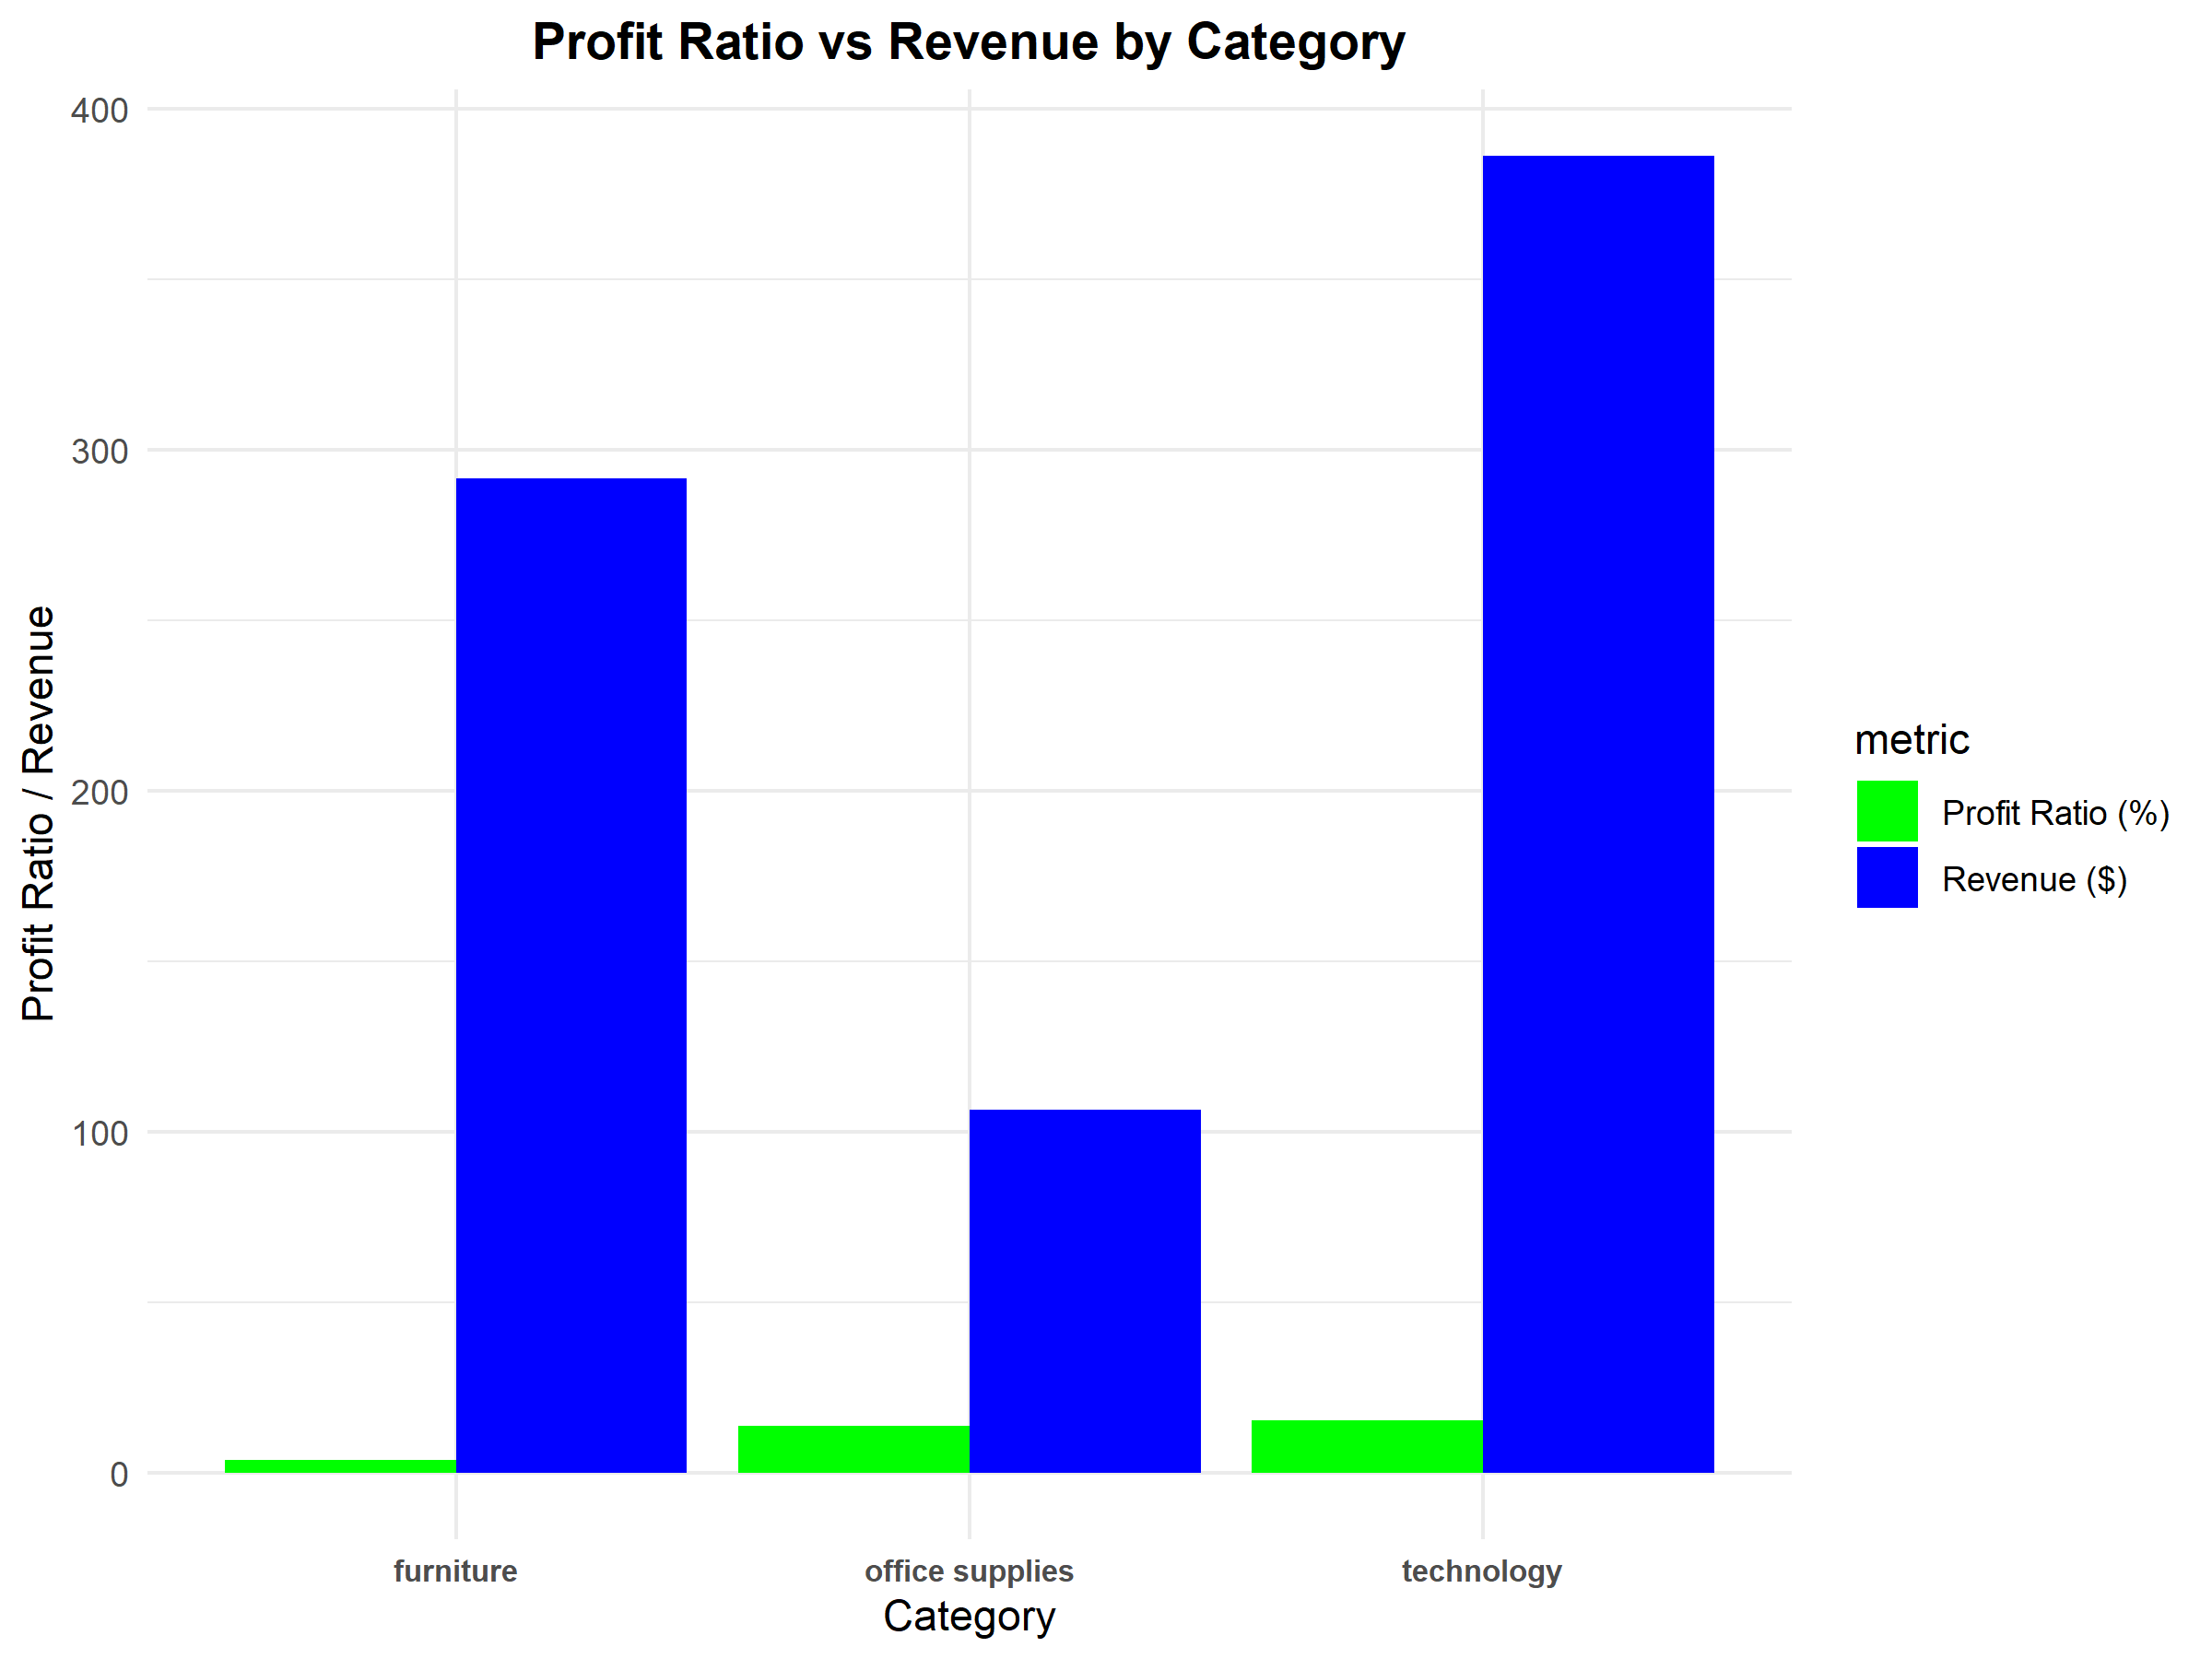 Profit Ratio vs Revenue by Category
Profit Ratio / Revenue
400
300
200
100
0
furniture
office supplies
technology
Category
metric
Profit Ratio (%)
Revenue ($)